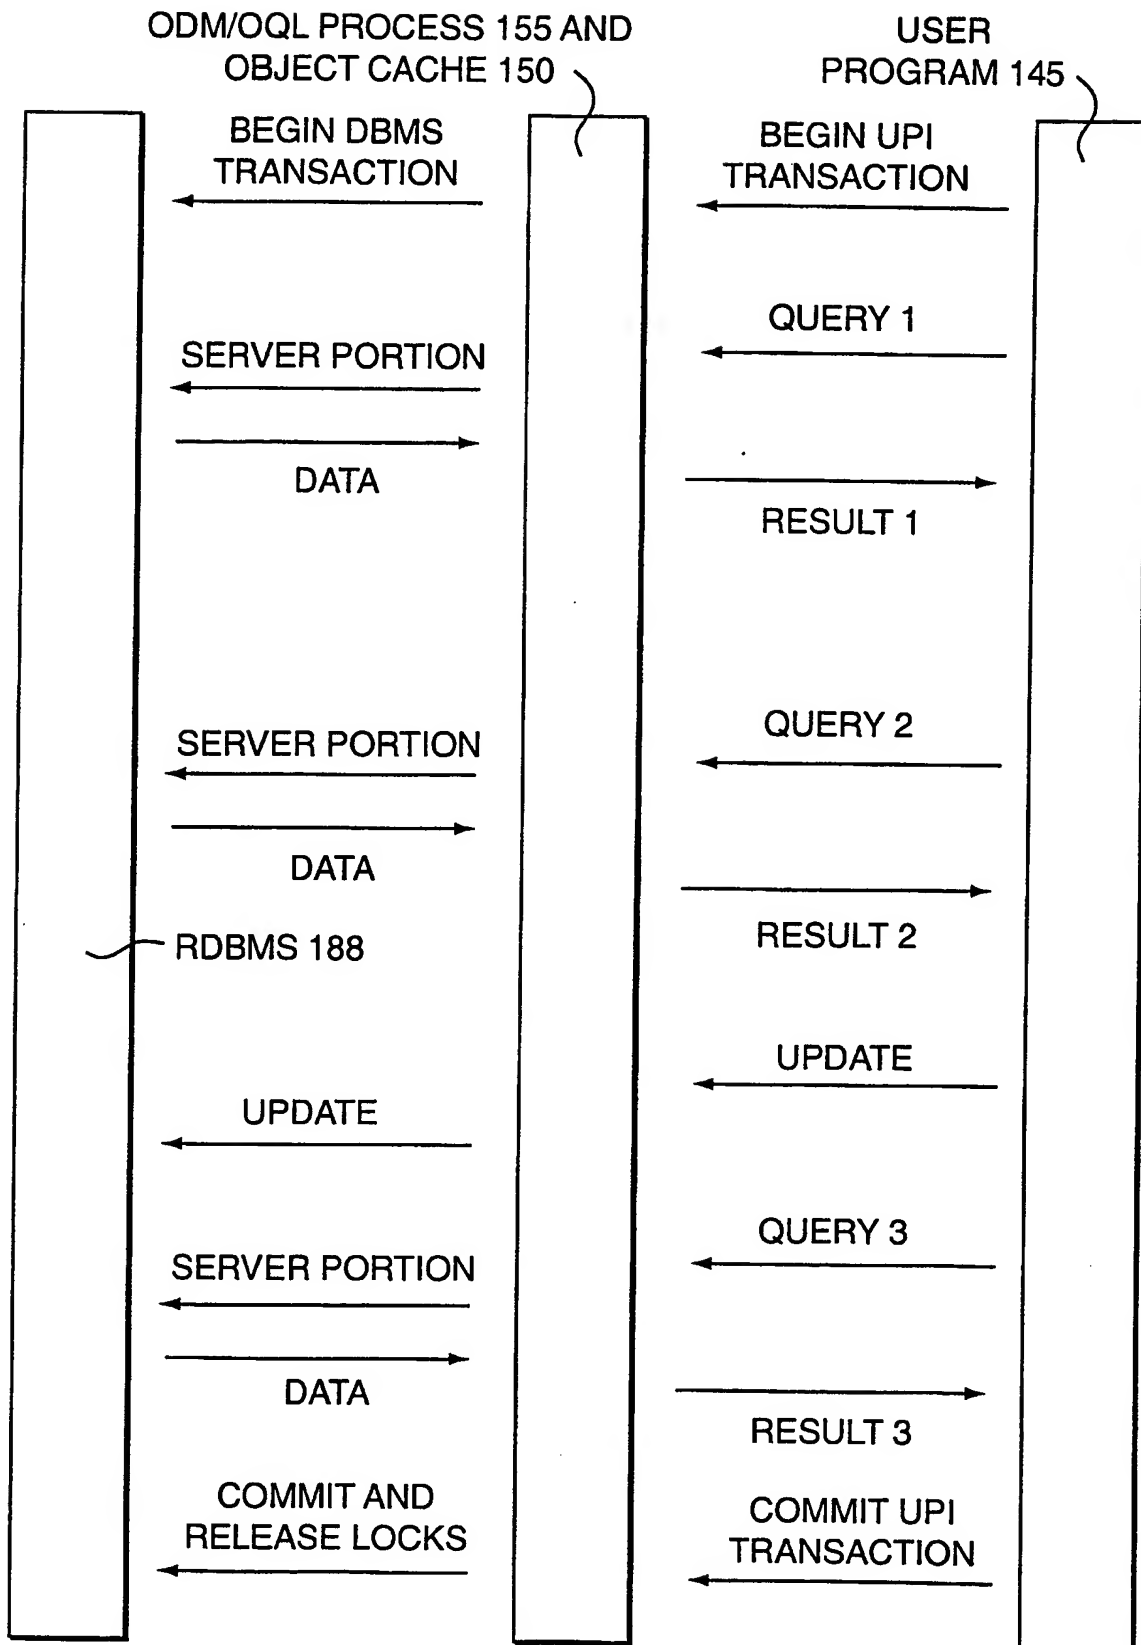 ODM/OQL PROCESS 155 AND
OBJECT CACHE 150
USER
PROGRAM 145
BEGIN DBMS
TRANSACTION
BEGIN UPI
TRANSACTION
QUERY 1
SERVER PORTION
DATA
RESULT 1
QUERY 2
SERVER PORTION
DATA
RESULT 2
RDBMS 188
UPDATE
UPDATE
QUERY 3
SERVER PORTION
DATA
RESULT 3
COMMIT AND
RELEASE LOCKS
COMMIT UPI
TRANSACTION